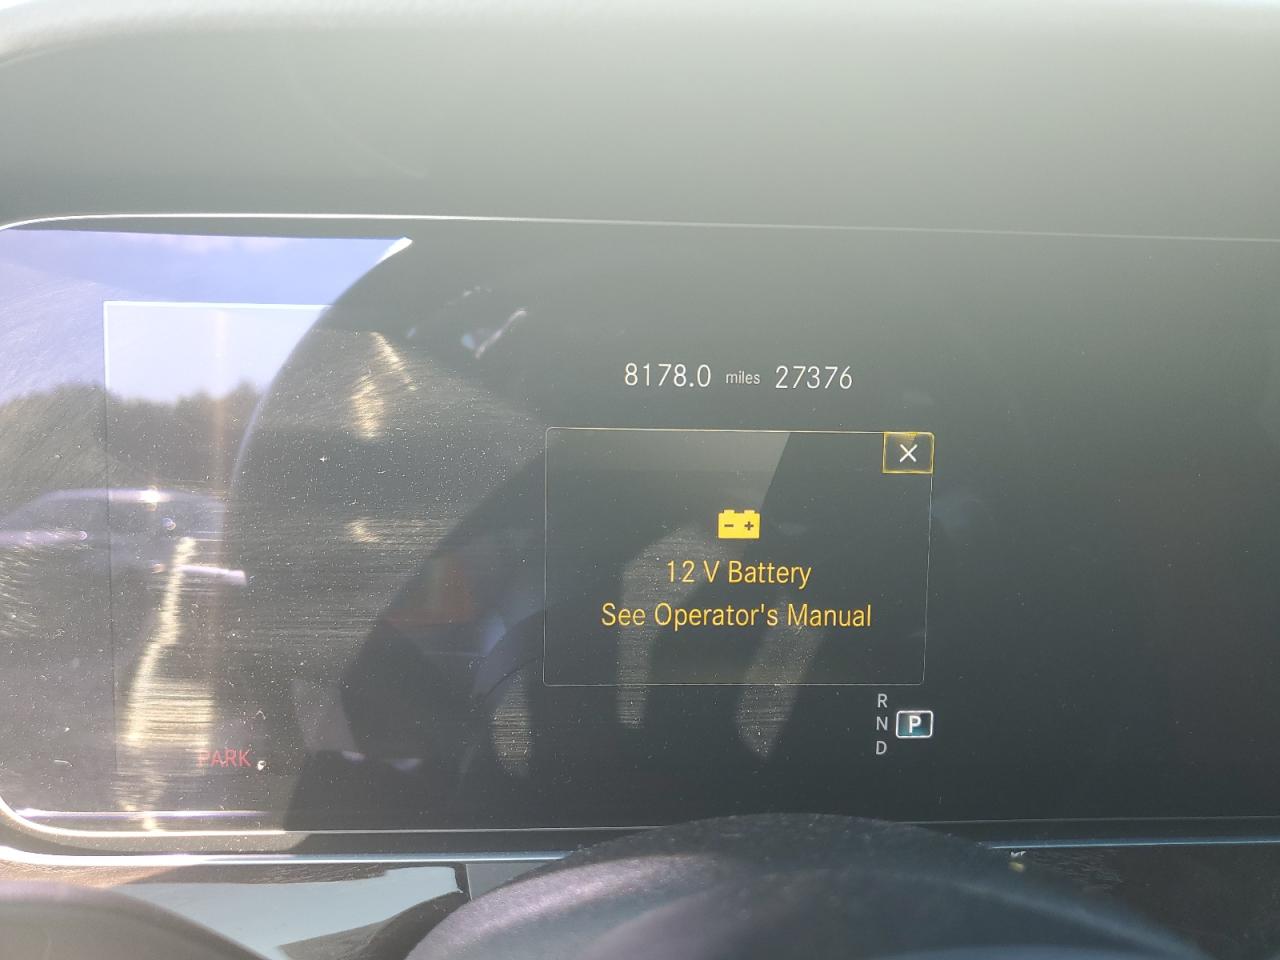 8178.0 miles 27376
12 V Battery
See Operator's Manual
R
N P
D
PARK